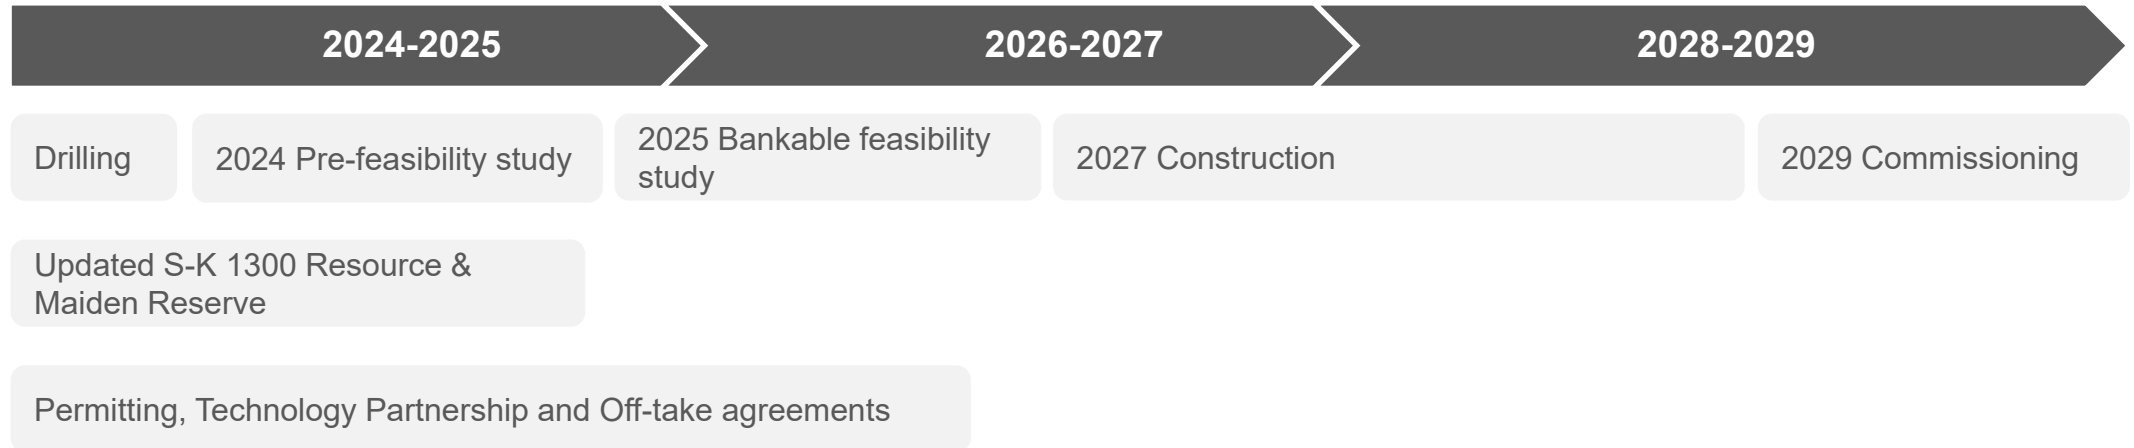 2024-2025
2026-2027
2028-2029
Drilling
2024 Pre-feasibility study
2025 Bankable feasibility
study
2027 Construction
2029 Commissioning
Updated S-K 1300 Resource &
Maiden Reserve
Permitting, Technology Partnership and Off-take agreements